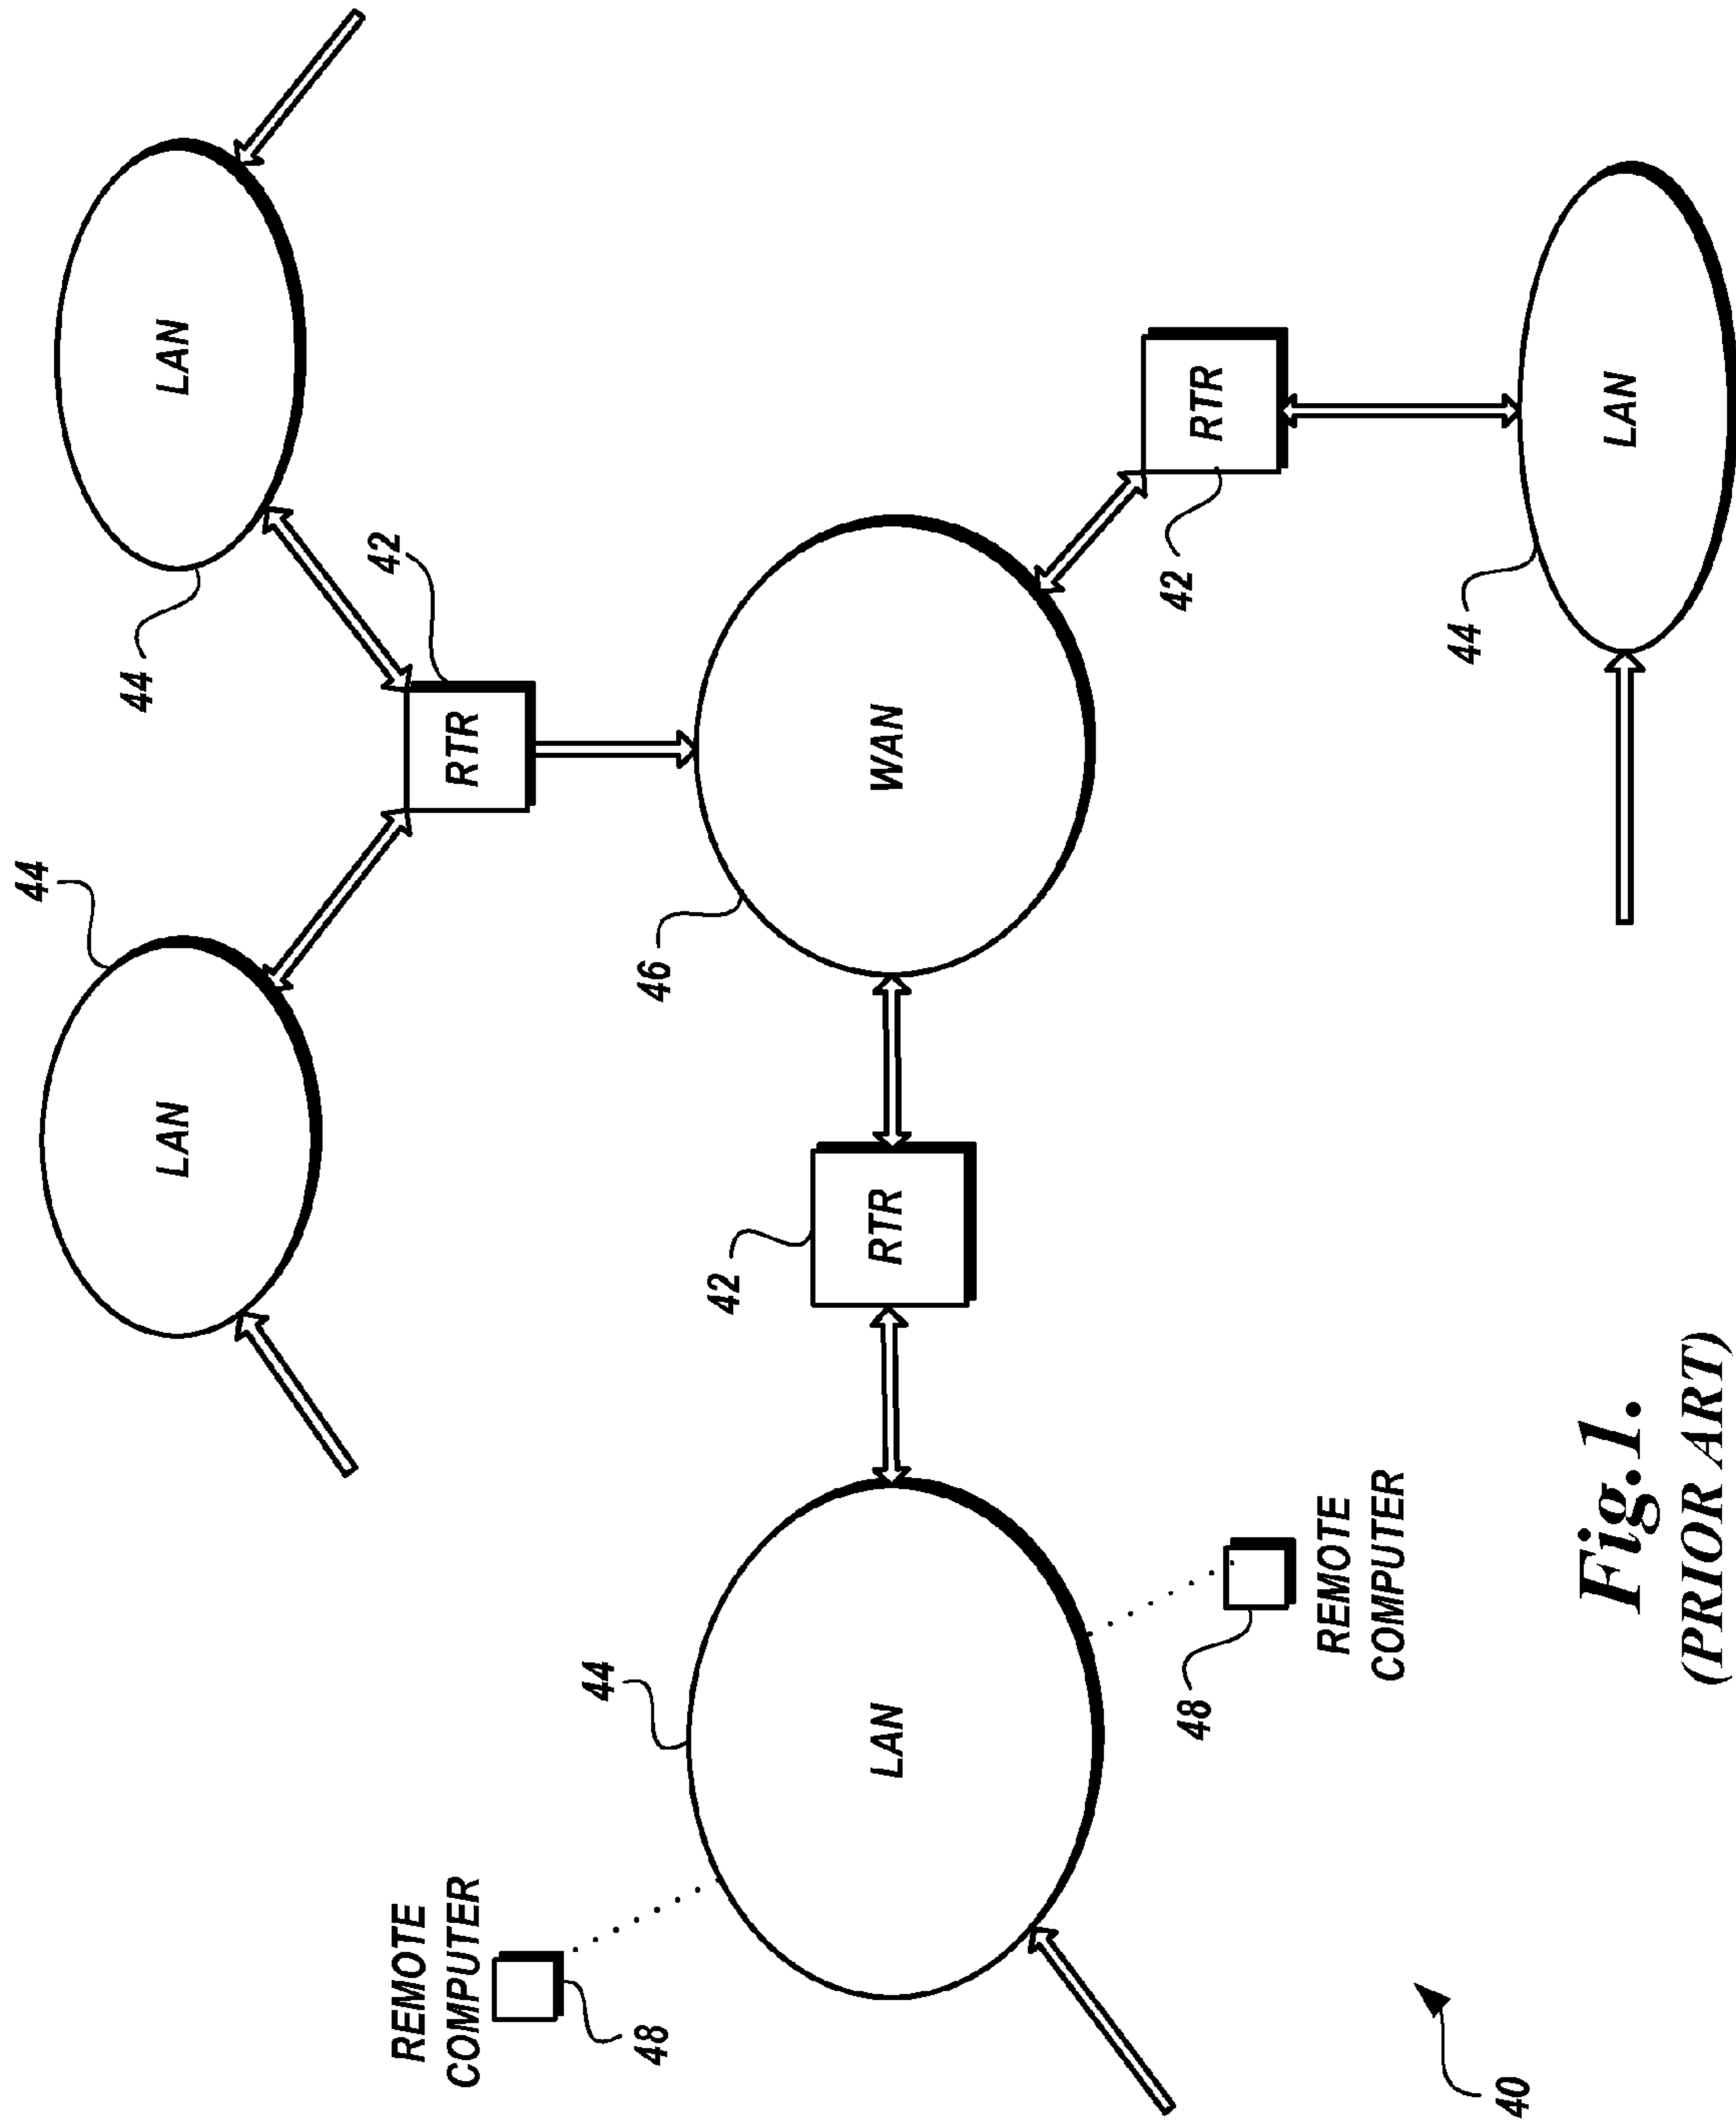 44
44
LAN
LAN
42
REMOTE
COMPUTER
RTR
44
48
46
42
LAN
RTR
WAN
42
48
RTR
REMOTE
COMPUTER
44
40
LAN
Fig.1.
(PRIOR ART)